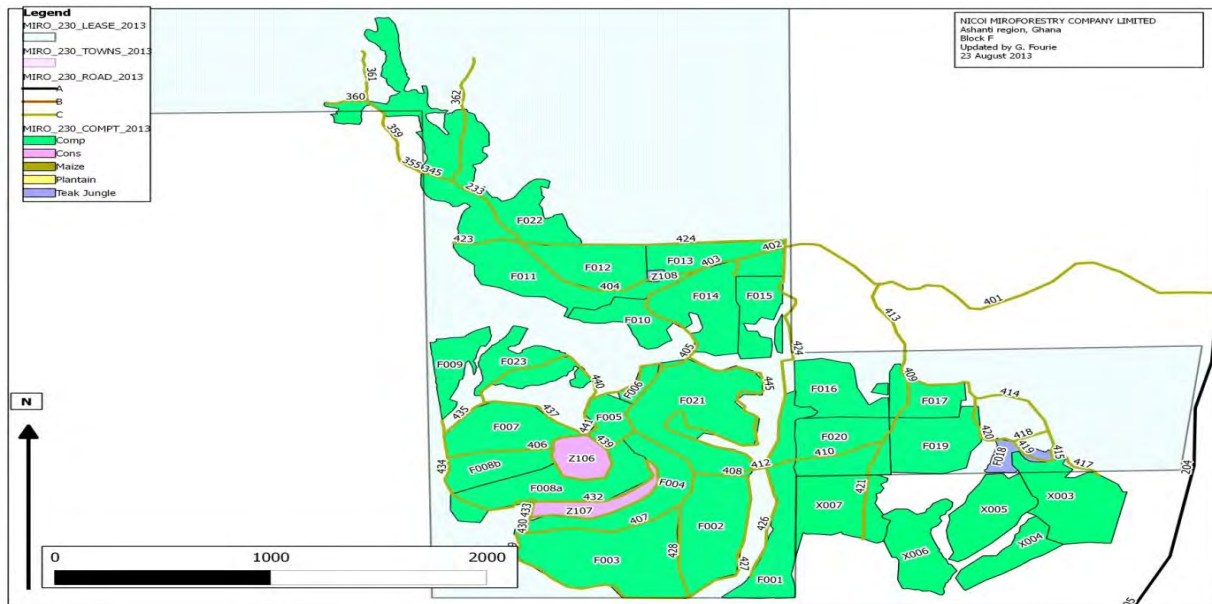 Legend
MIRO_230_LEASE_2013
MIRO_230_TOWNS_2013
MIRO_230_ROAD_2013
A
B
C
MIRO_230_COMPT_2013
Comp
Cons
Maize
Plantain
Teak Jungle
NICOl MIROFORESTRY COMPANY LIMITED
Ashanti region, Ghana
Block F
Updated by G. Fourie
23 August 2013
361
362
360
359
355
345
233
F022
423
424
402
F013
403
F012
Z108
F011
404
F014
F015
401
413
F010
424
405
F009
F023
440
F006
445
F016
409
414
F017
435
437
F005
F021
441
439
F007
406
F020
F019
420
418
419
415
417
F018
434
Z106
412
410
408
204
F008b
F008a
F004
421
432
433
Z107
430
407
F002
426
X007
X003
X005
X004
X006
428
F003
427
F001
N
0
1000
2000